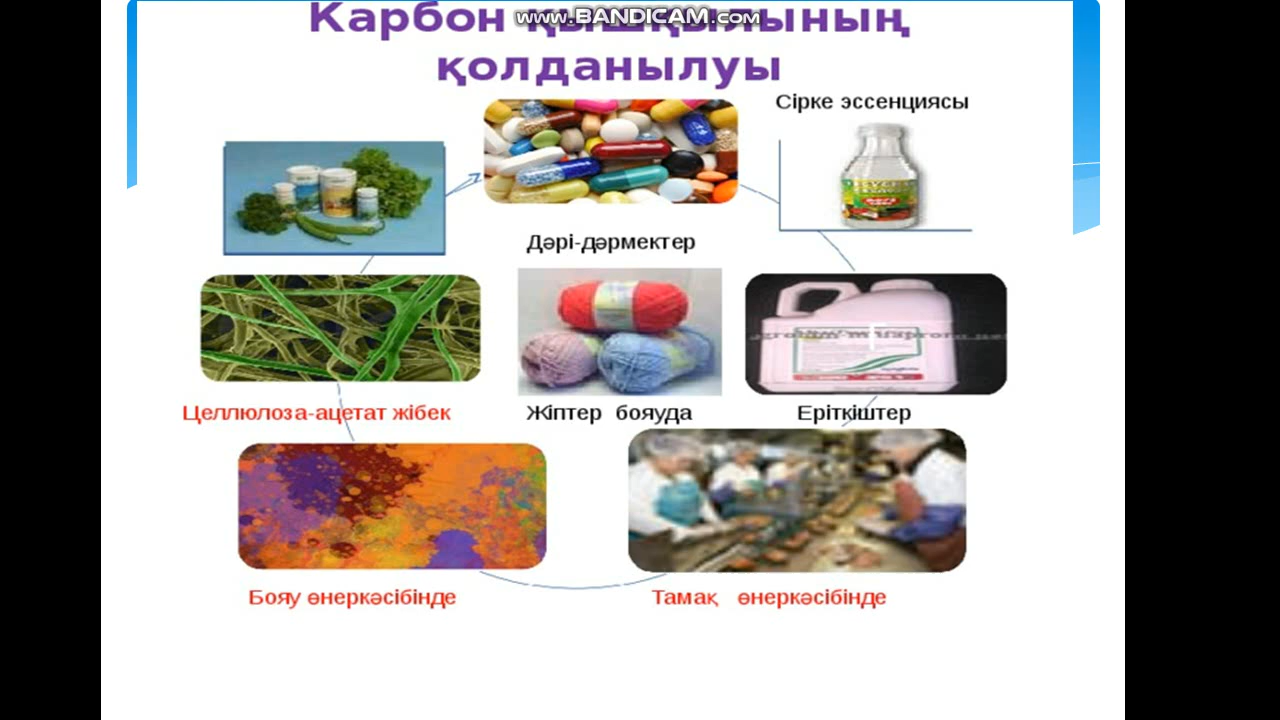 www.BANDICAM.com
Карбон қышқылының
қолданылуы
Сірке эссенциясы
Дәрі-дәрмектер
Целлюлоза-ацетат жібек
Жіптер бояуда
Еріткіштер
Бояу өнеркәсібінде
Тамақ өнеркәсібінде